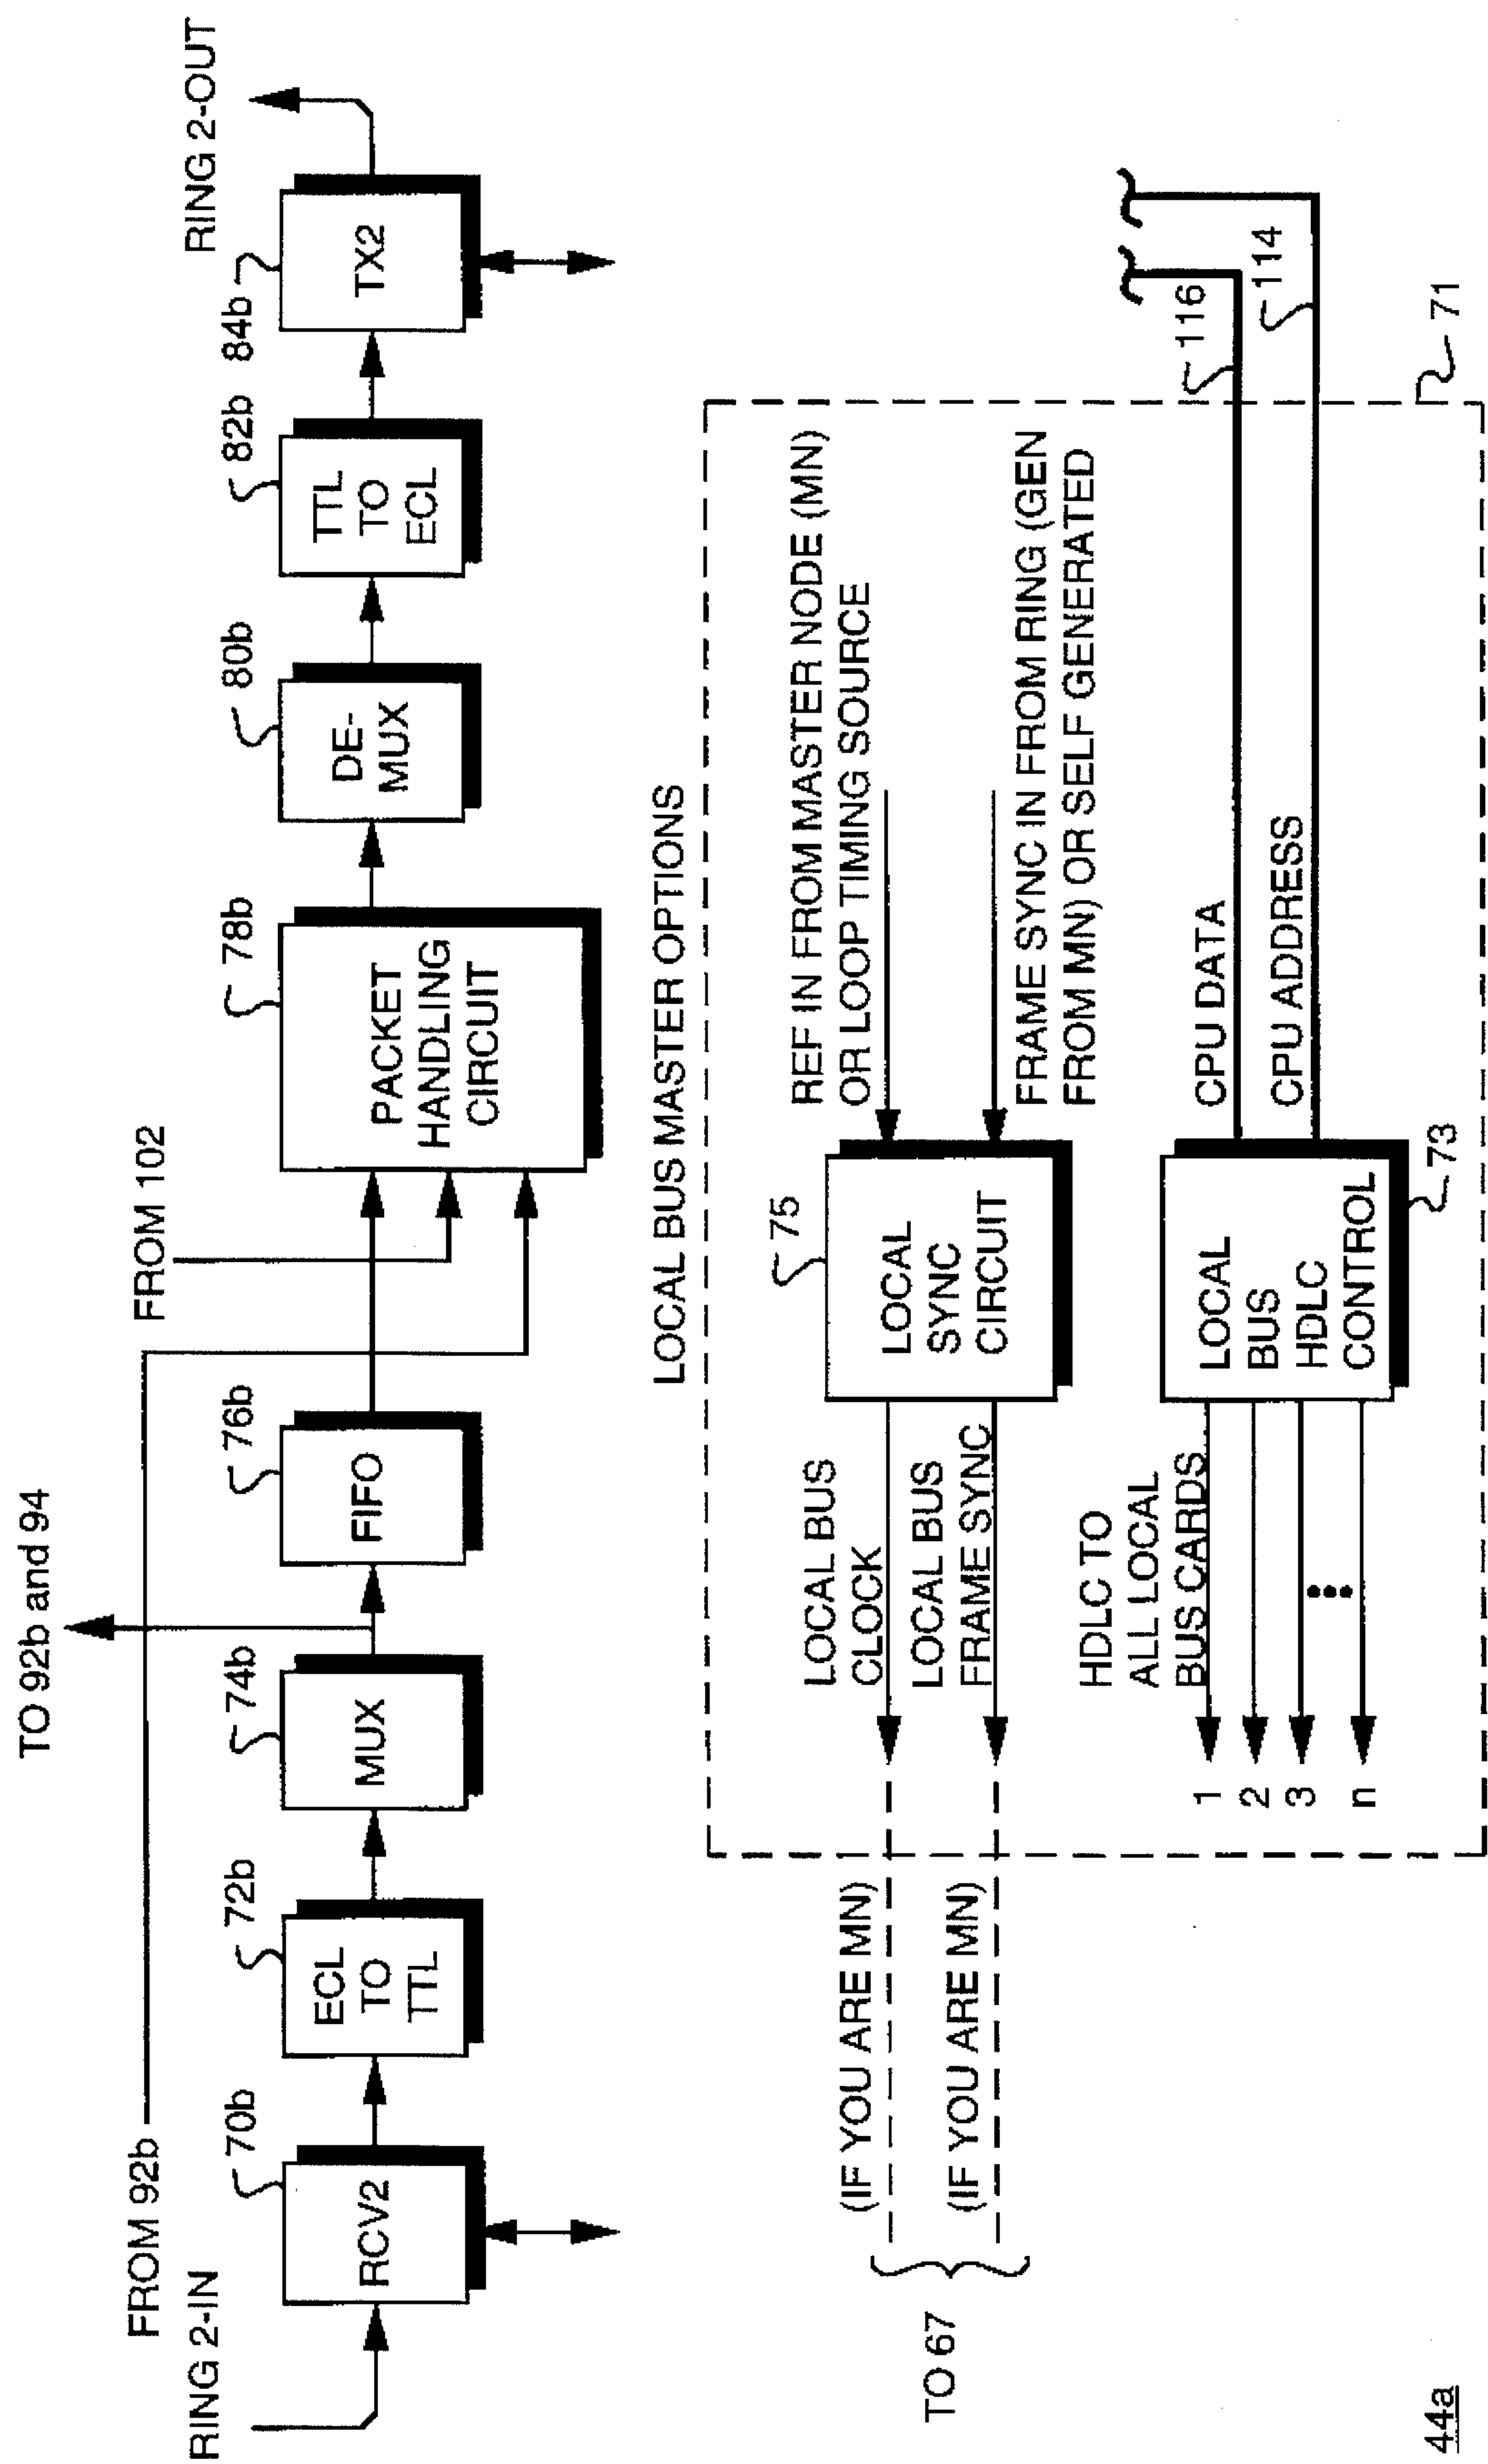 TO 92b and 94
FROM 92b
FROM 102
RING 2-IN
RING 2-OUT
70b
72b
74b
76b
78b
80b
82b
84b
RCV2
ECL
TO
TTL
MUX
FIFO
PACKET
HANDLING
CIRCUIT
DE-
MUX
TTL
TO
ECL
TX2
LOCAL BUS MASTER OPTIONS
TO 67
(IF YOU ARE MN)
(IF YOU ARE MN)
LOCAL BUS
CLOCK
LOCAL BUS
FRAME SYNC
75
LOCAL
SYNC
CIRCUIT
REF IN FROM MASTER NODE (MN)
OR LOOP TIMING SOURCE
FRAME SYNC IN FROM RING (GEN
FROM MN) OR SELF GENERATED
HDLC TO
ALL LOCAL
BUS CARDS
1
2
3
n
LOCAL
BUS
HDLC
CONTROL
73
CPU DATA
CPU ADDRESS
116
114
71
44a